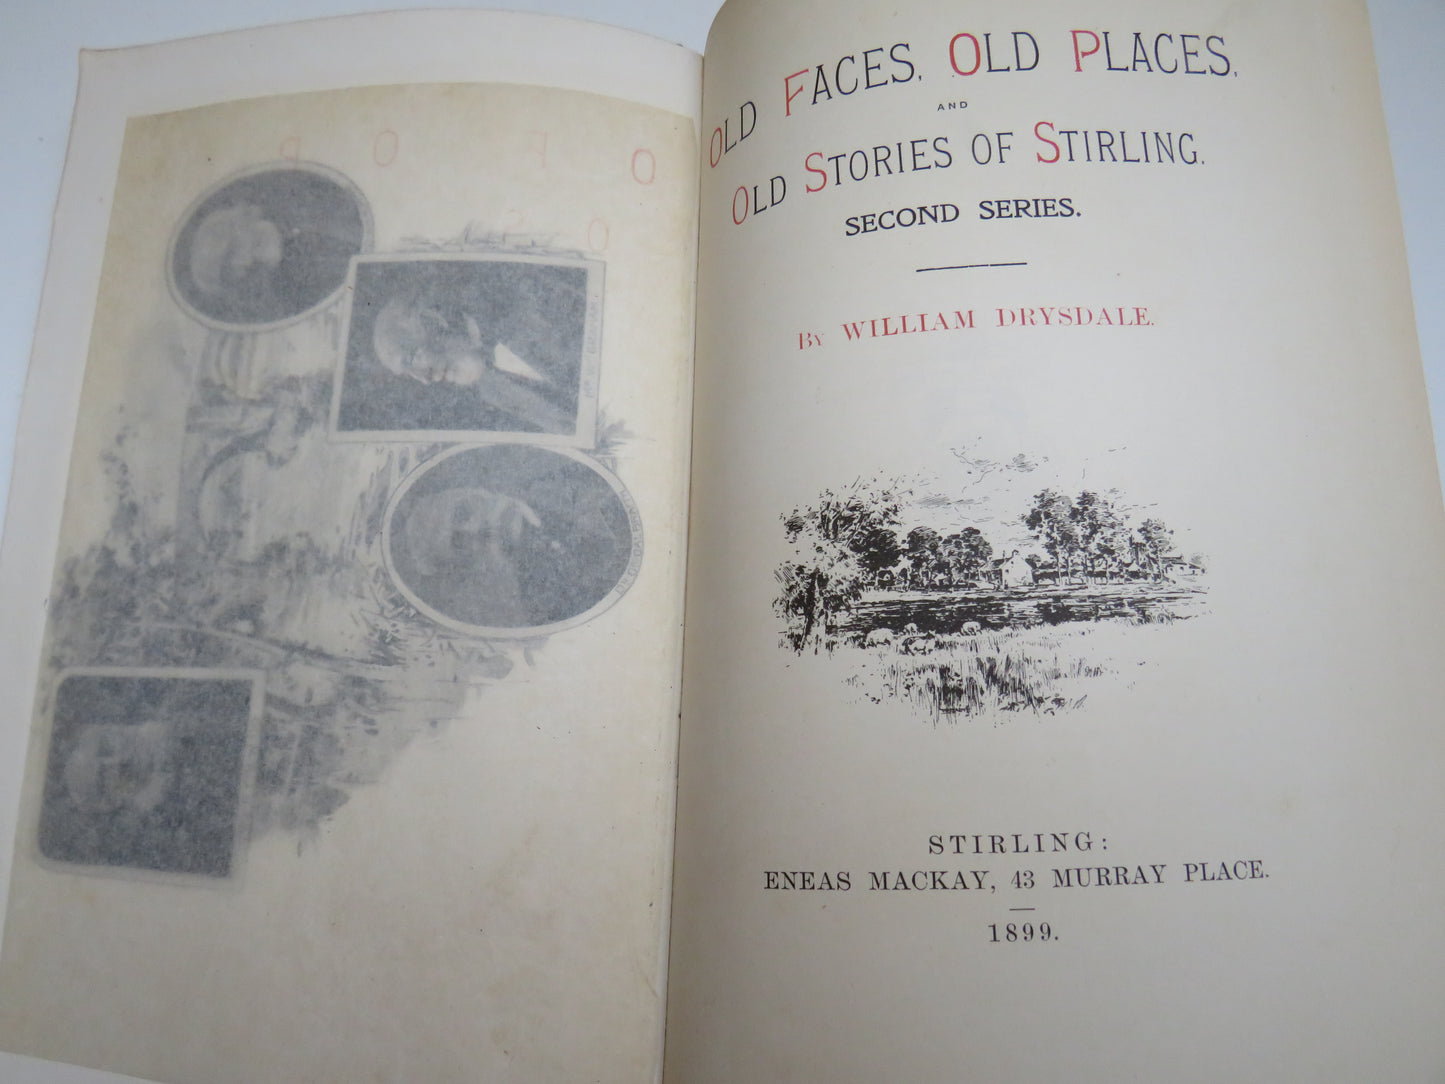 OLD FACES, OLD PLACES,
AND
OLD STORIES OF STIRLING.
SECOND SERIES.
BY WILLIAM DRYSDALE.
STIRLING:
ENEAS MACKAY, 43 MURRAY PLACE.
1899.